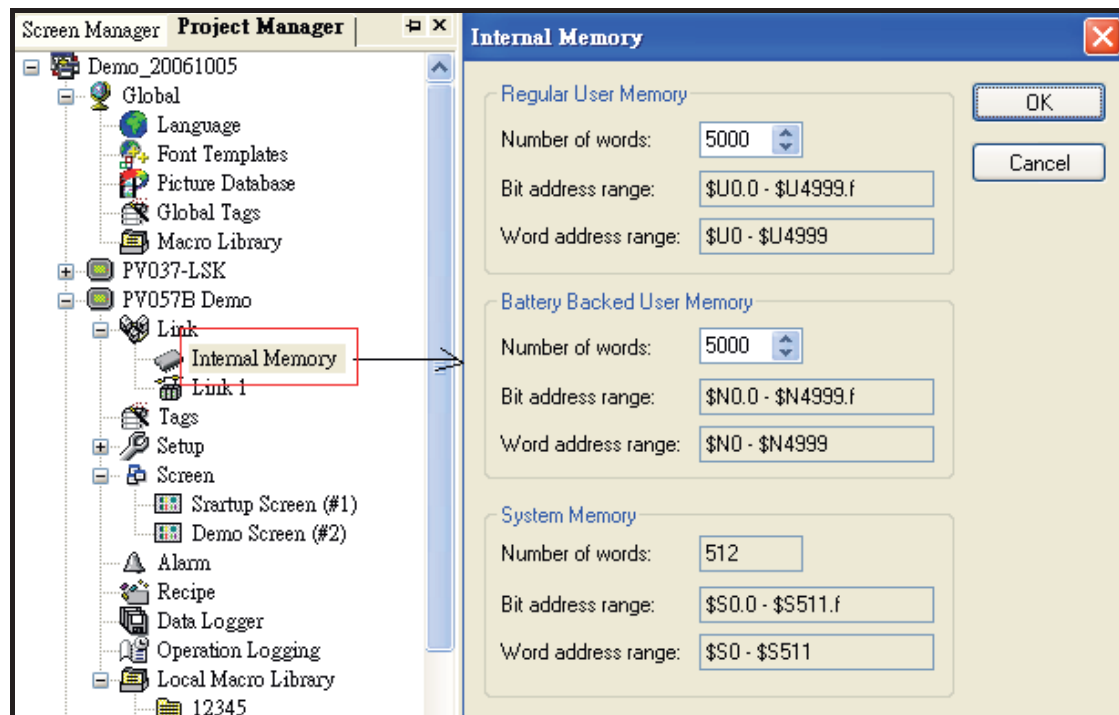 Screen Manager Project Manager
Demo_20061005
Global
Language
Font Templates
Picture Database
Global Tags
Macro Library
PV037-LSK
PV057B Demo
Link
Internal Memory
Link 1
Tags
Setup
Screen
Srartup Screen (#1)
Demo Screen (#2)
Alarm
Recipe
Data Logger
Operation Logging
Local Macro Library
12345
Internal Memory
Regular User Memory
Number of words: 5000
Bit address range: $U0.0 - $U4999.f
Word address range: $U0 - $U4999
Battery Backed User Memory
Number of words: 5000
Bit address range: $N0.0 - $N4999.f
Word address range: $N0 - $N4999
System Memory
Number of words: 512
Bit address range: $S0.0 - $S511.f
Word address range: $S0 - $S511
OK
Cancel